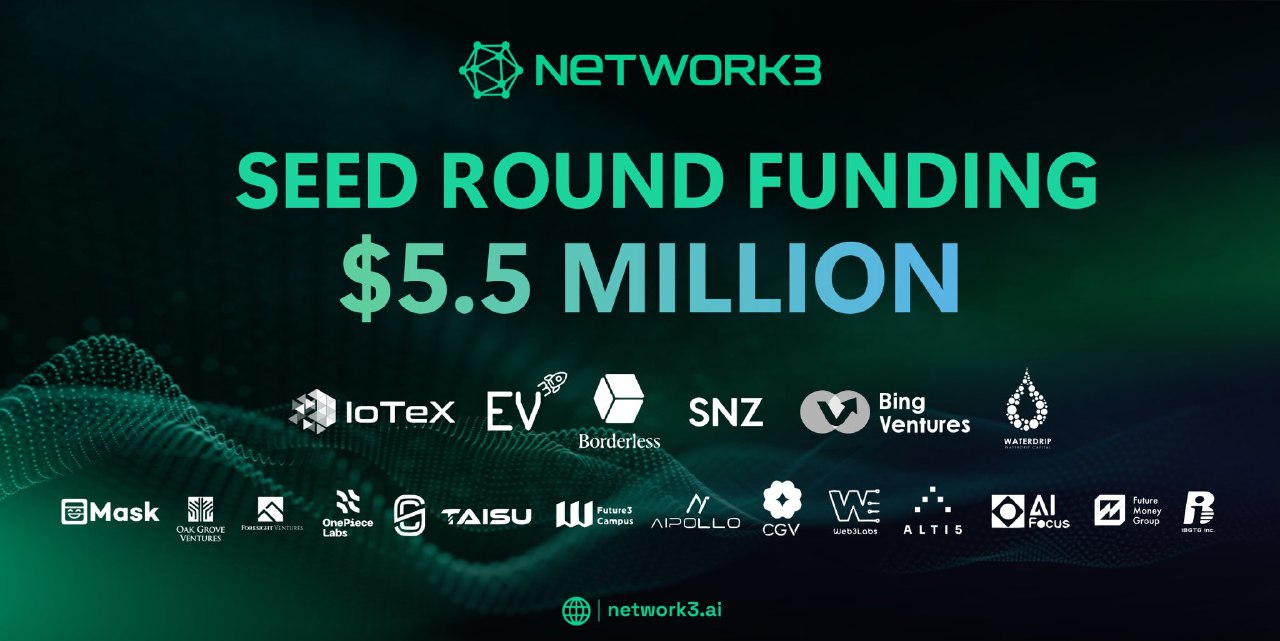 NETWORK3
SEED ROUND FUNDING
$5.5 MILLION
IoTeX
EV
Borderless
SNZ
Bing
Ventures
WATERDRIP
WATERDRIP CAPITAL
Mask
OAK GROVE
VENTURES
FORESIGHT VENTURES
OnePiece
Labs
TAISU
Future3
Campus
AIPOLLO
CGV
Web3Labs
ALTI5
AI
Focus
Future
Money
Group
IBGTG Inc.
network3.ai